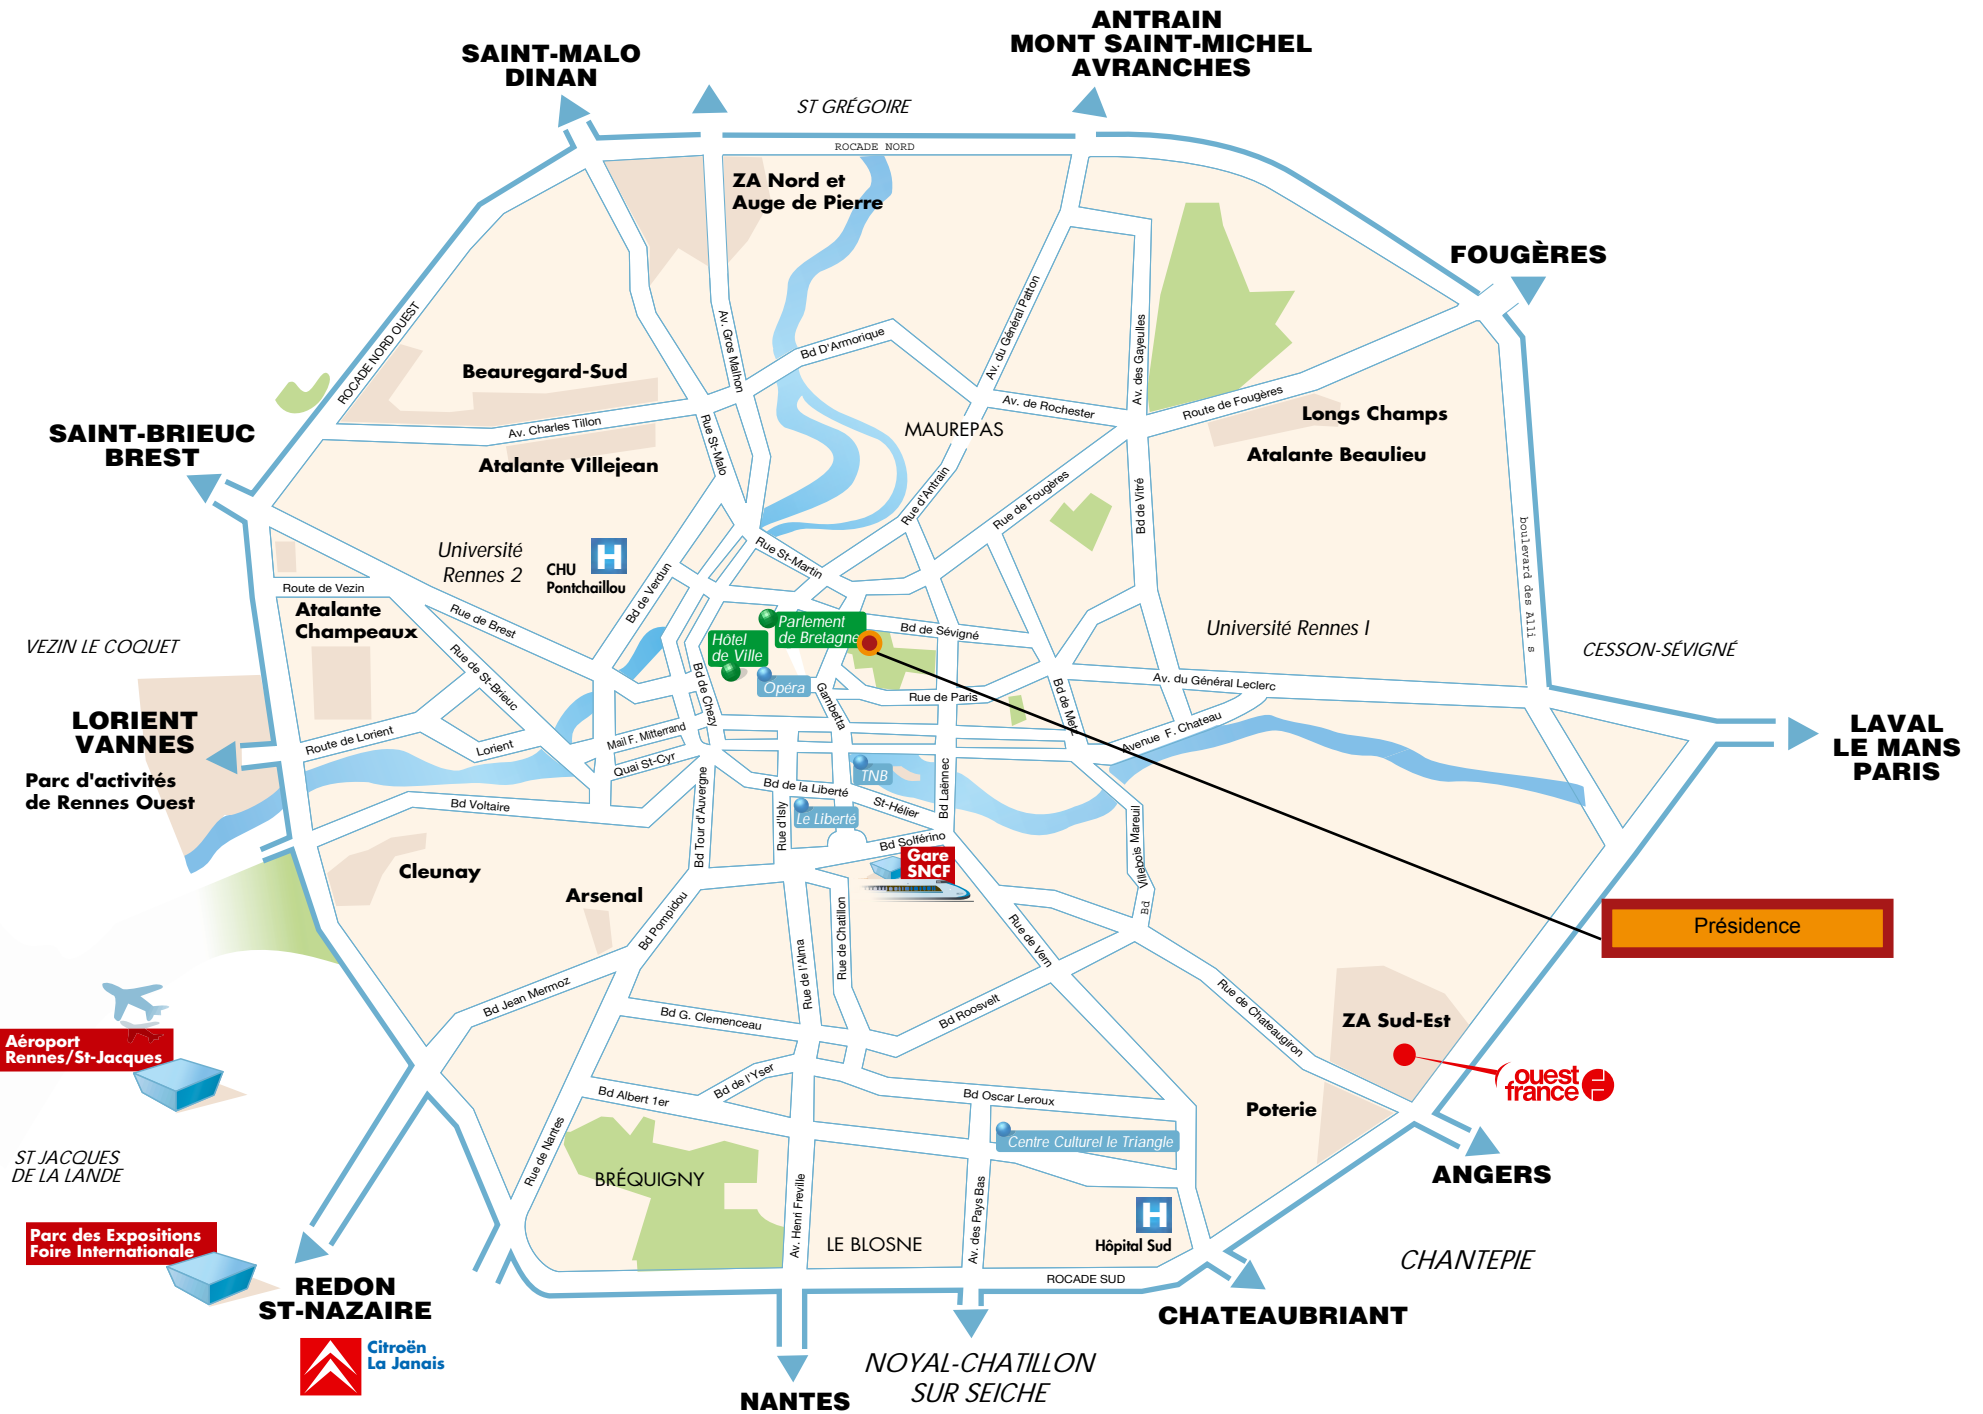 ANTRAIN
MONT SAINT-MICHEL
AVRANCHES
SAINT-MALO
DINAN
ST GRÉGOIRE
ROCADE NORD
ZA Nord et
Auge de Pierre
FOUGÈRES
ROCADE NORD OUEST
Av. Gros Malhon
Bd D'Armorique
Av. du Général Patton
Av. des Gayeulles
Beauregard-Sud
Av. de Rochester
Route de Fougères
Longs Champs
SAINT-BRIEUC
BREST
Av. Charles Tillon
Rue St-Malo
MAUREPAS
Atalante Villejean
Atalante Beaulieu
Rue d'Antrain
Rue de Fougères
Bd de Vitré
boulevard des Alli s
Université
Rennes 2
CHU
Pontchaillou
H
Rue St-Martin
Route de Vezin
Bd de Verdun
Atalante
Champeaux
Rue de Brest
Parlement
de Bretagne
Bd de Sévigné
Université Rennes I
VEZIN LE COQUET
CESSON-SÉVIGNÉ
Hôtel
de Ville
Rue de St-Brieuc
Bd de Chezy
Opéra
Gambetta
Rue de Paris
Bd de Metz
Av. du Général Leclerc
LORIENT
VANNES
Route de Lorient
Lorient
Mail F. Mitterrand
Quai St-Cyr
Avenue F. Chateau
LAVAL
LE MANS
PARIS
Parc d'activités
de Rennes Ouest
Bd Voltaire
Bd Tour d'Auvergne
Bd de la Liberté
TNB
St-Hélier
Bd Laënnec
Rue d'Isly
Le Liberté
Bd Solférino
Bd Villebois Mareuil
Gare
SNCF
Cleunay
Arsenal
Bd Pompidou
Rue de l'Alma
Rue de Chatillon
Rue de Vern
Présidence
Bd Jean Mermoz
Bd G. Clemenceau
Bd Roosvelt
Rue de Chateaugiron
ZA Sud-Est
Aéroport
Rennes/St-Jacques
ouest
france
Bd Albert 1er
Bd de l'Yser
Bd Oscar Leroux
Poterie
Rue de Nantes
Centre Culturel le Triangle
ST JACQUES
DE LA LANDE
BRÉQUIGNY
ANGERS
Av. Henri Freville
Av. des Pays Bas
H
Hôpital Sud
LE BLOSNE
Parc des Expositions
Foire Internationale
CHANTEPIE
ROCADE SUD
REDON
ST-NAZAIRE
CHATEAUBRIANT
Citroën
La Janais
NOYAL-CHATILLON
SUR SEICHE
NANTES